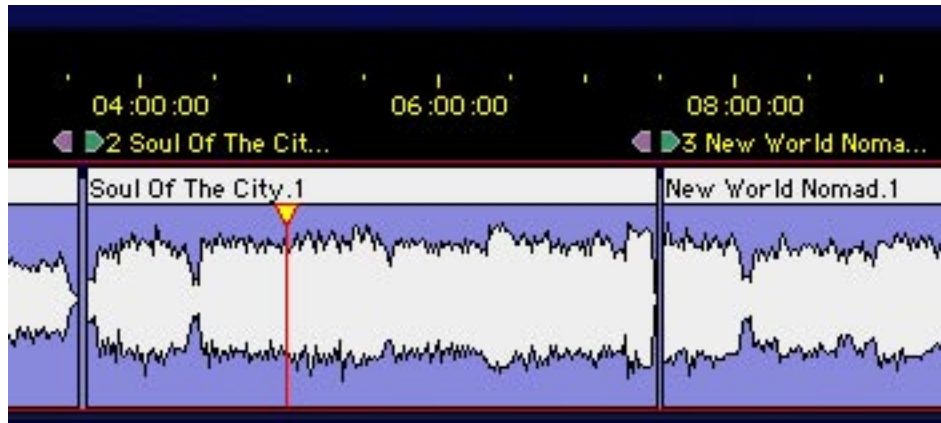 04:00:00 06:00:00 08:00:00
2 Soul Of The Cit... 3 New World Noma...
Soul Of The City.1 New World Nomad.1